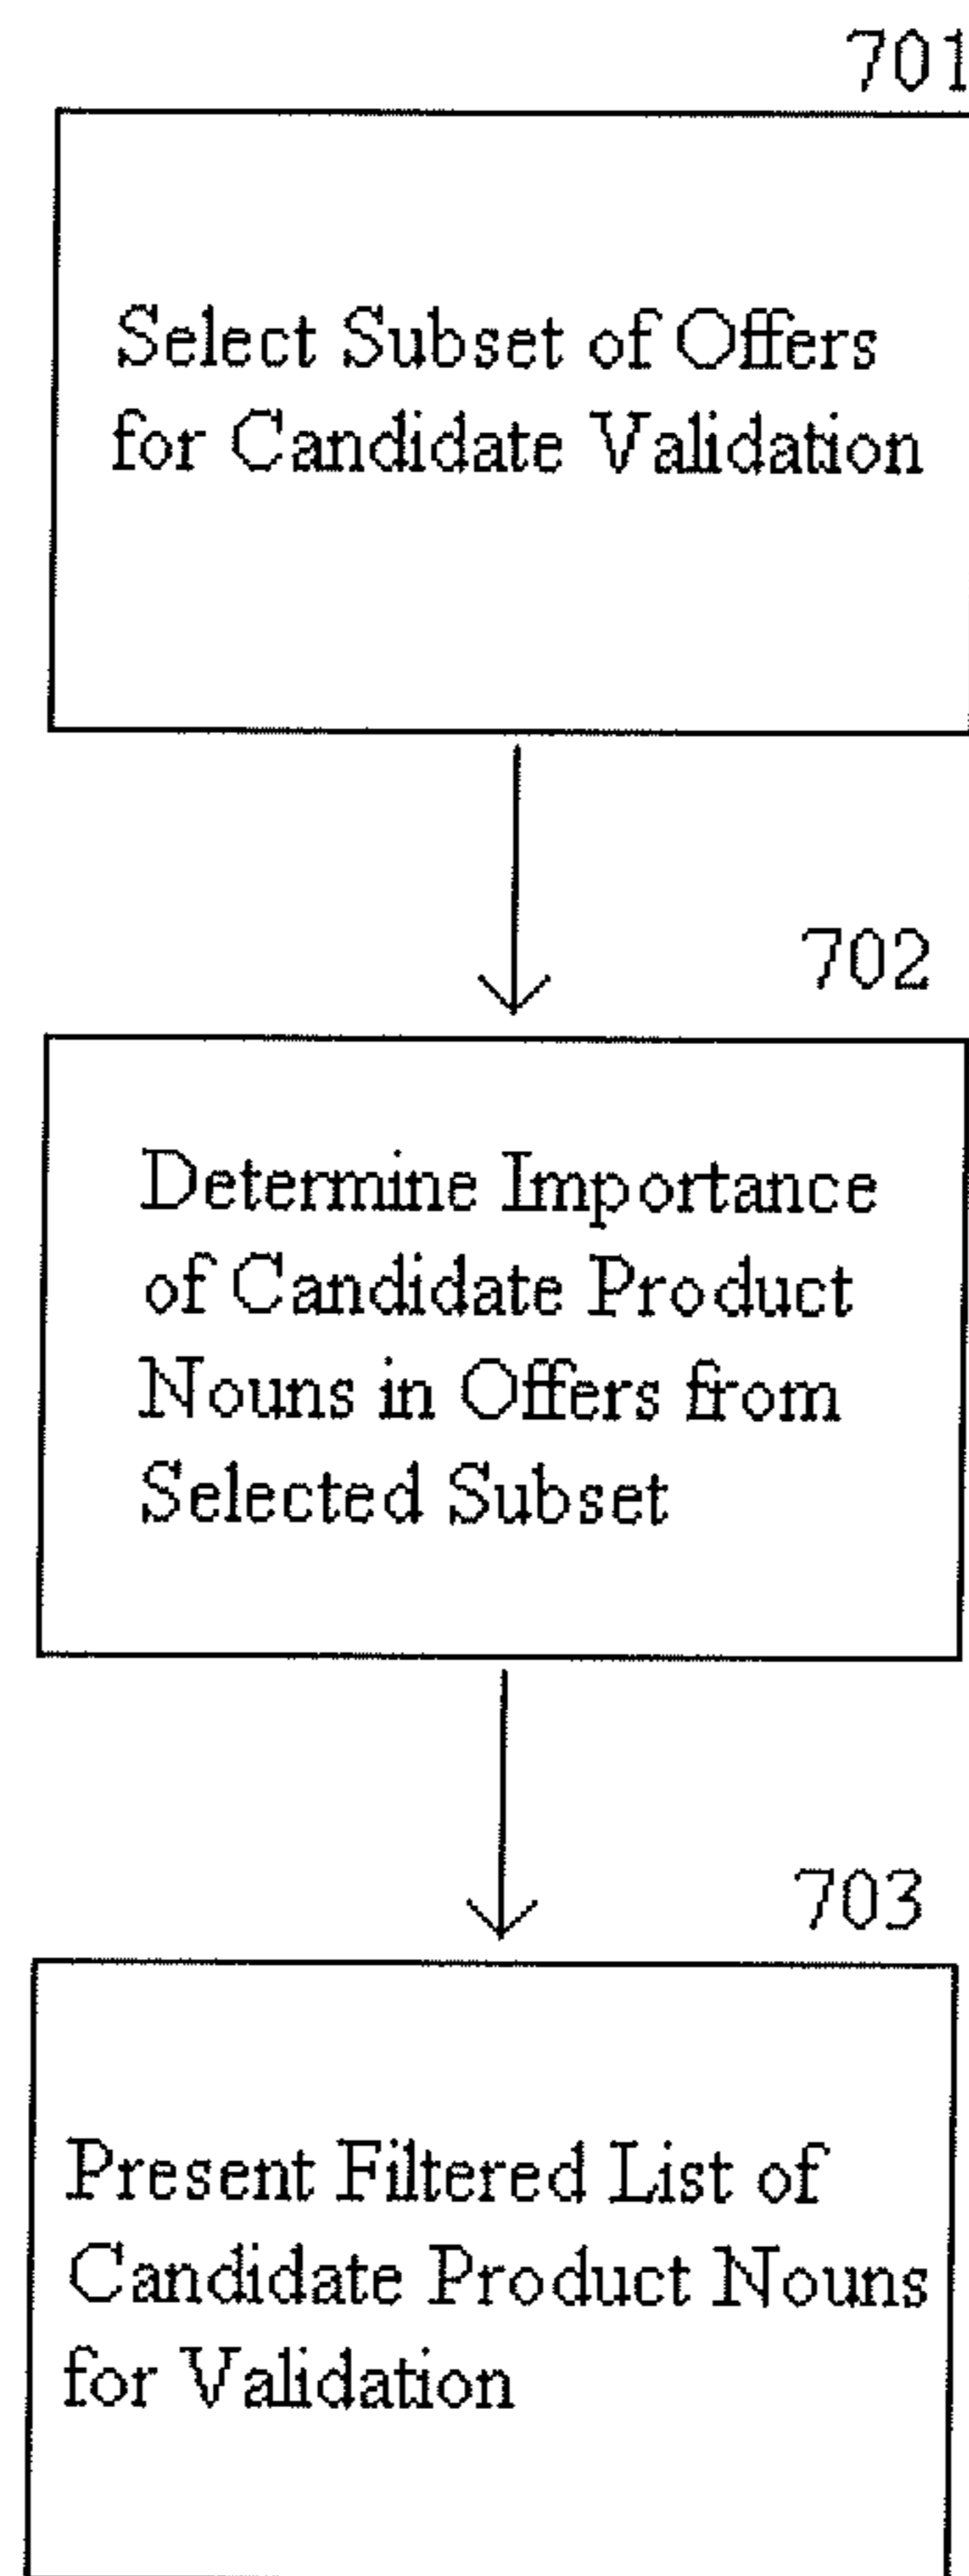 701
Select Subset of Offers
for Candidate Validation
702
Determine Importance
of Candidate Product
Nouns in Offers from
Selected Subset
703
Present Filtered List of
Candidate Product Nouns
for Validation